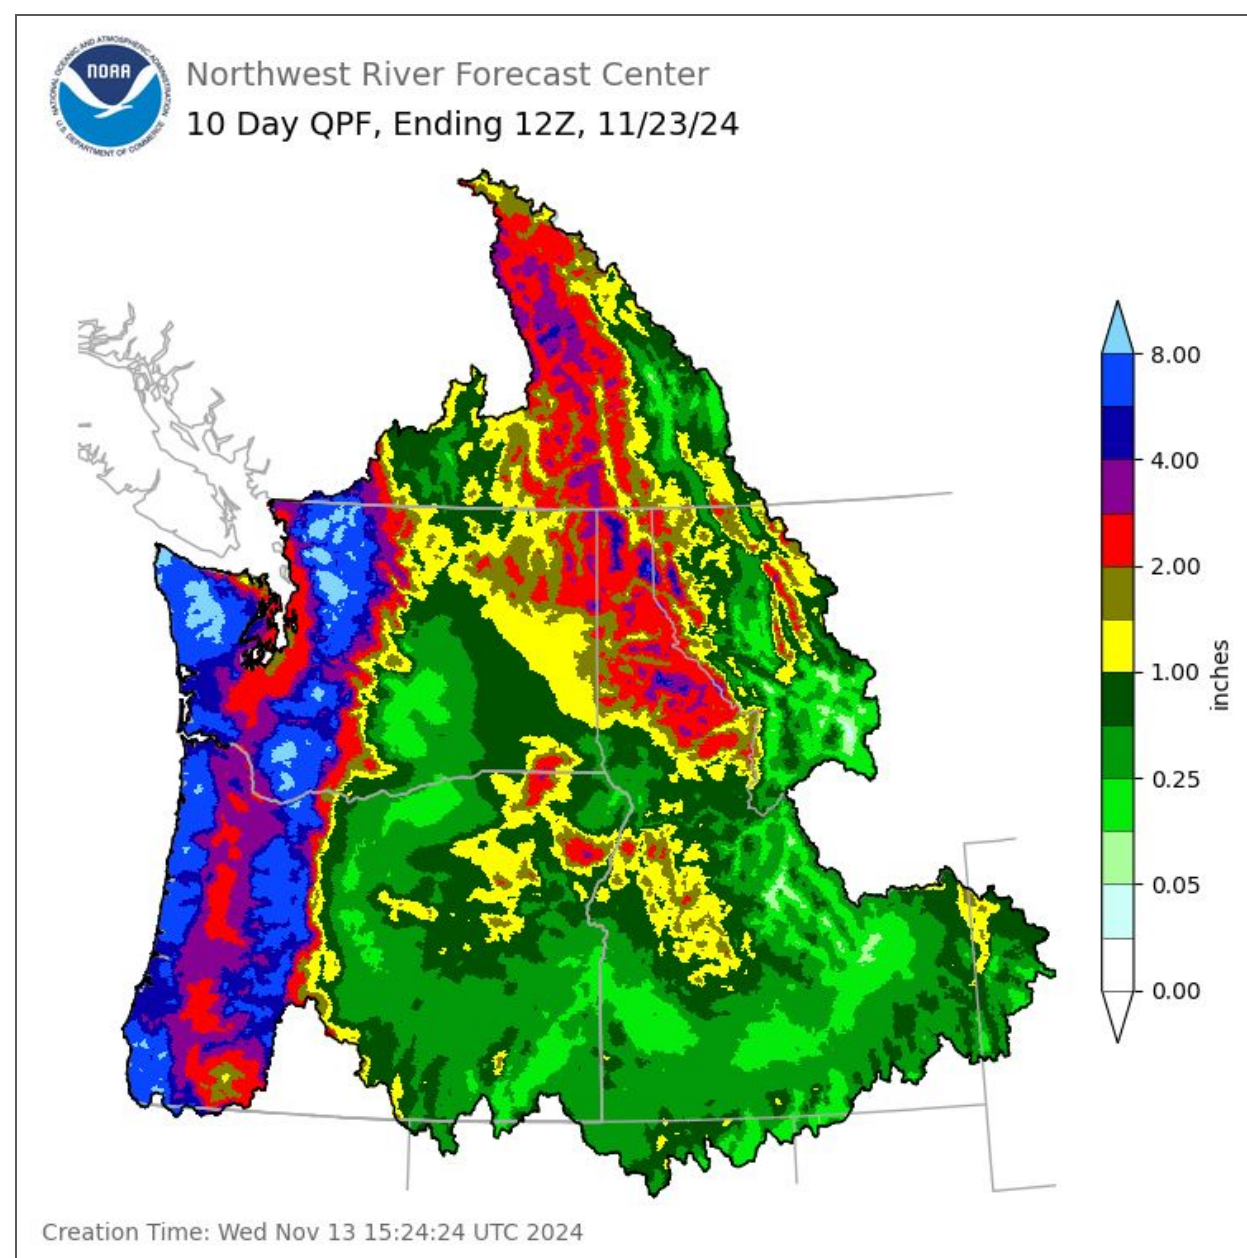 NATIONAL OCEANIC AND ATMOSPHERIC ADMINISTRATION
NOAA
U.S. DEPARTMENT OF COMMERCE
Northwest River Forecast Center
10 Day QPF, Ending 12Z, 11/23/24
8.00
4.00
2.00
1.00
0.25
0.05
0.00
inches
Creation Time: Wed Nov 13 15:24:24 UTC 2024